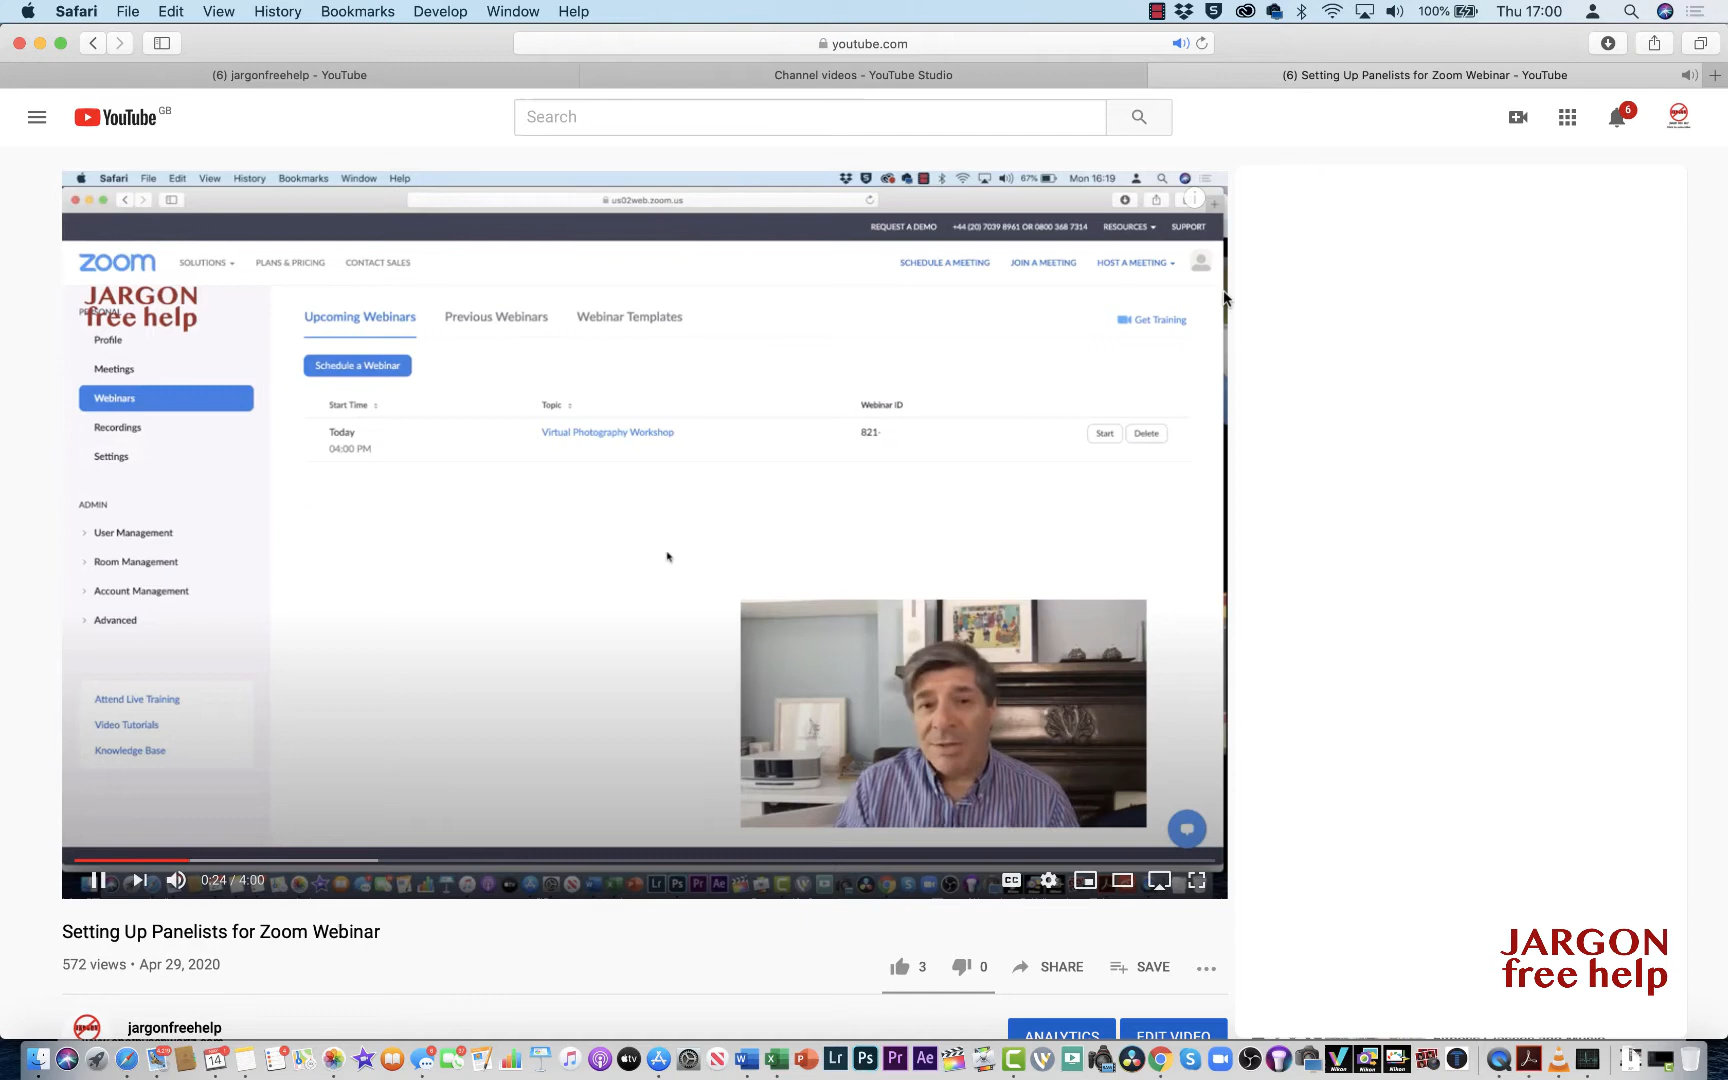 Safari File Edit View History Bookmarks Develop Window Help
100% Thu 17:00
youtube.com
(6) jargonfreehelp - YouTube
Channel videos - YouTube Studio
(6) Setting Up Panelists for Zoom Webinar - YouTube
YouTube GB
Search
6
Safari File Edit View History Bookmarks Window Help
67% Mon 16:19
us02web.zoom.us
REQUEST A DEMO +44 (20) 7039 8961 OR 0800 368 7314 RESOURCES SUPPORT
zoom SOLUTIONS PLANS & PRICING CONTACT SALES
SCHEDULE A MEETING JOIN A MEETING HOST A MEETING
JARGON
free help
Profile
Meetings
Webinars
Recordings
Settings
ADMIN
User Management
Room Management
Account Management
Advanced
Attend Live Training
Video Tutorials
Knowledge Base
Upcoming Webinars Previous Webinars Webinar Templates
Get Training
Schedule a Webinar
Start Time Topic Webinar ID
Today Virtual Photography Workshop 821- Start Delete
04:00 PM
0:24 / 4:00
CC
Setting Up Panelists for Zoom Webinar
572 views • Apr 29, 2020
3 0 SHARE SAVE
JARGON
free help
jargonfreehelp
ANALYTICS EDIT VIDEO